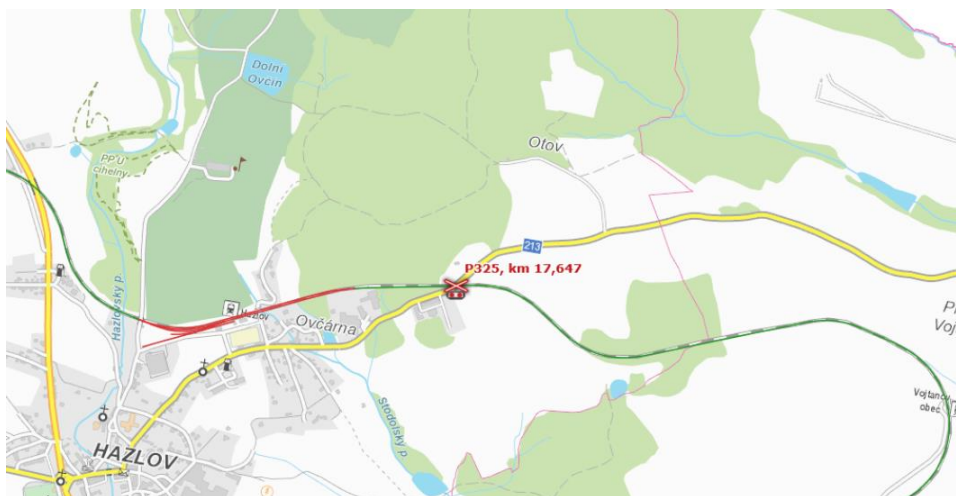 Dolní
Ovčín
PP U
cihelny
Otov
213
P325, km 17,647
Hazlovský p.
Hazlov
Ovčárna
Vojtanov
obec
Stodolský p.
HAZLOV